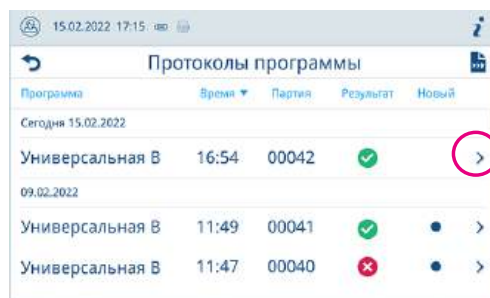 15.02.2022 17:15
Протоколы программы
Программа Время ▼ Партия Результат Новый
Сегодня 15.02.2022
Универсальная B 16:54 00042
09.02.2022
Универсальная B 11:49 00041
Универсальная B 11:47 00040